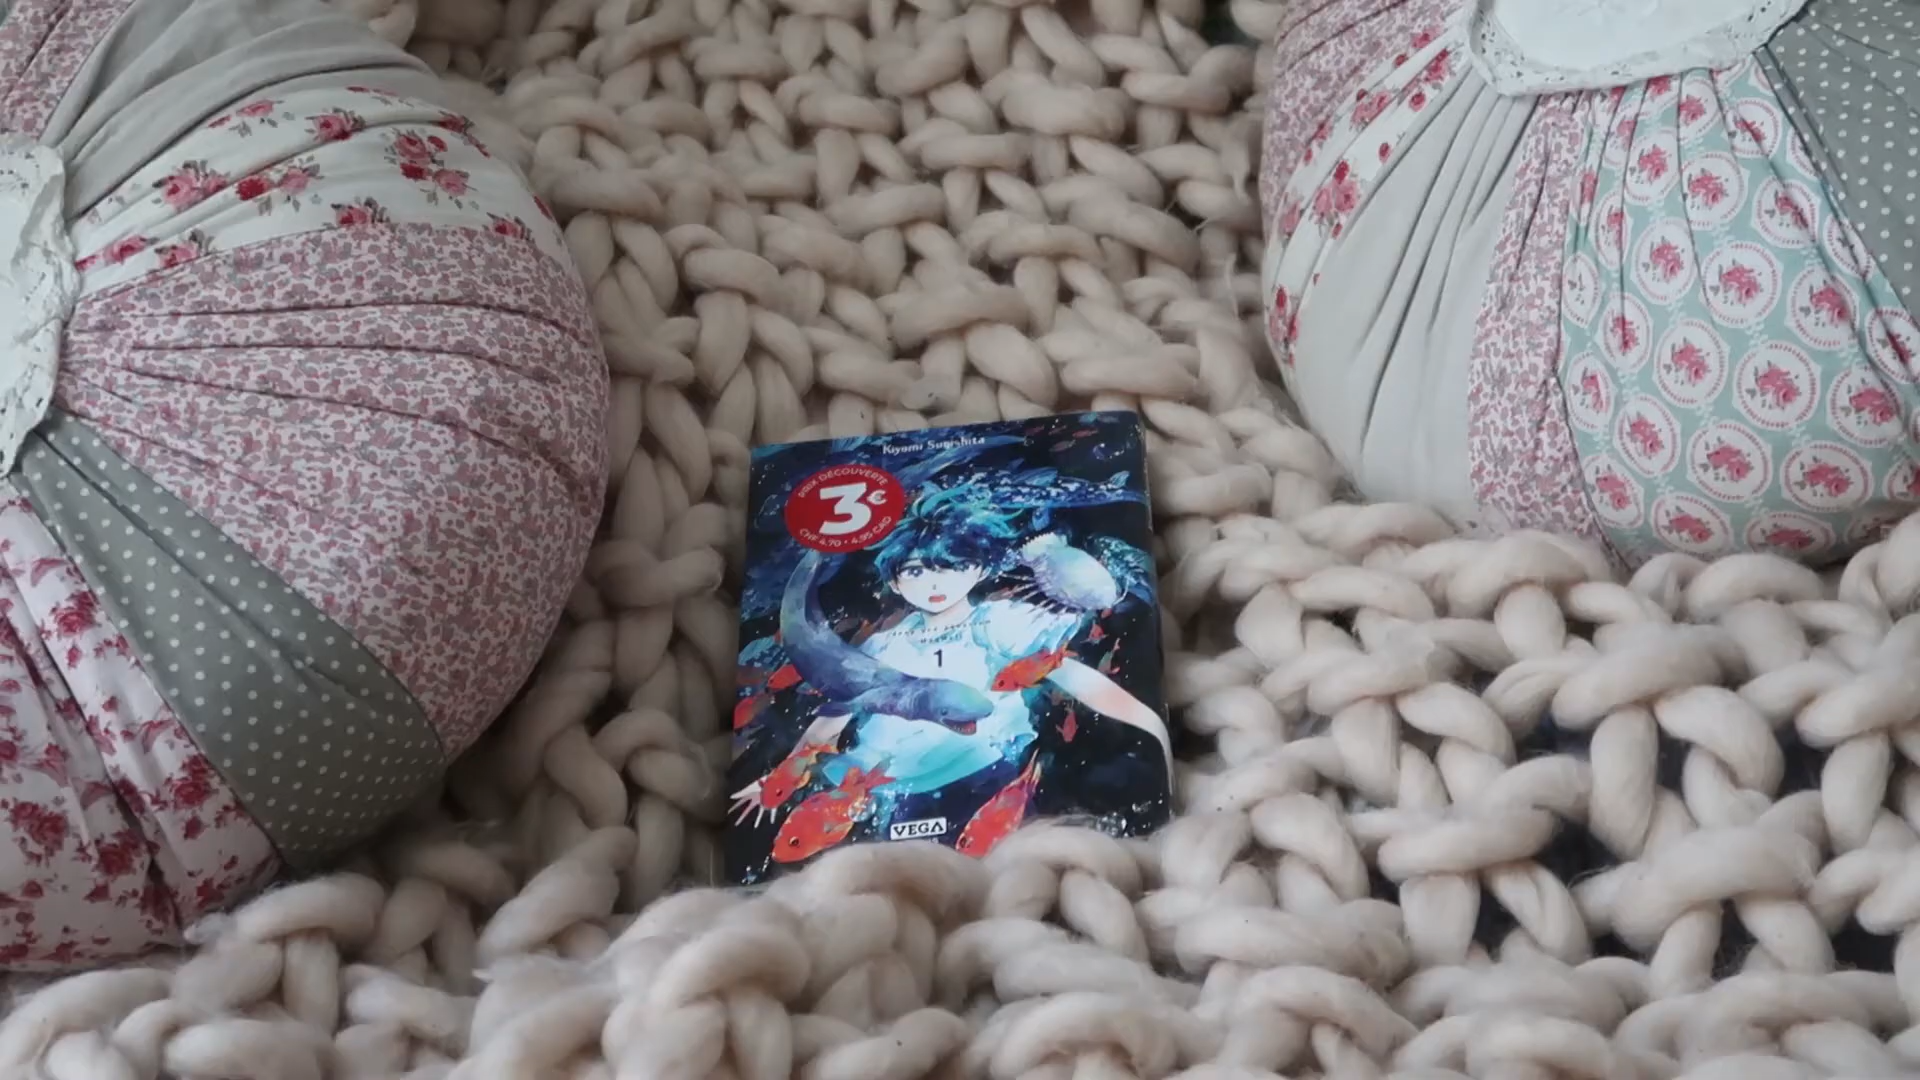 Kiyomi Sugishita
PRIX DÉCOUVERTE
3€
CHF 4.70 • 4.95 CAD
1
VEGA